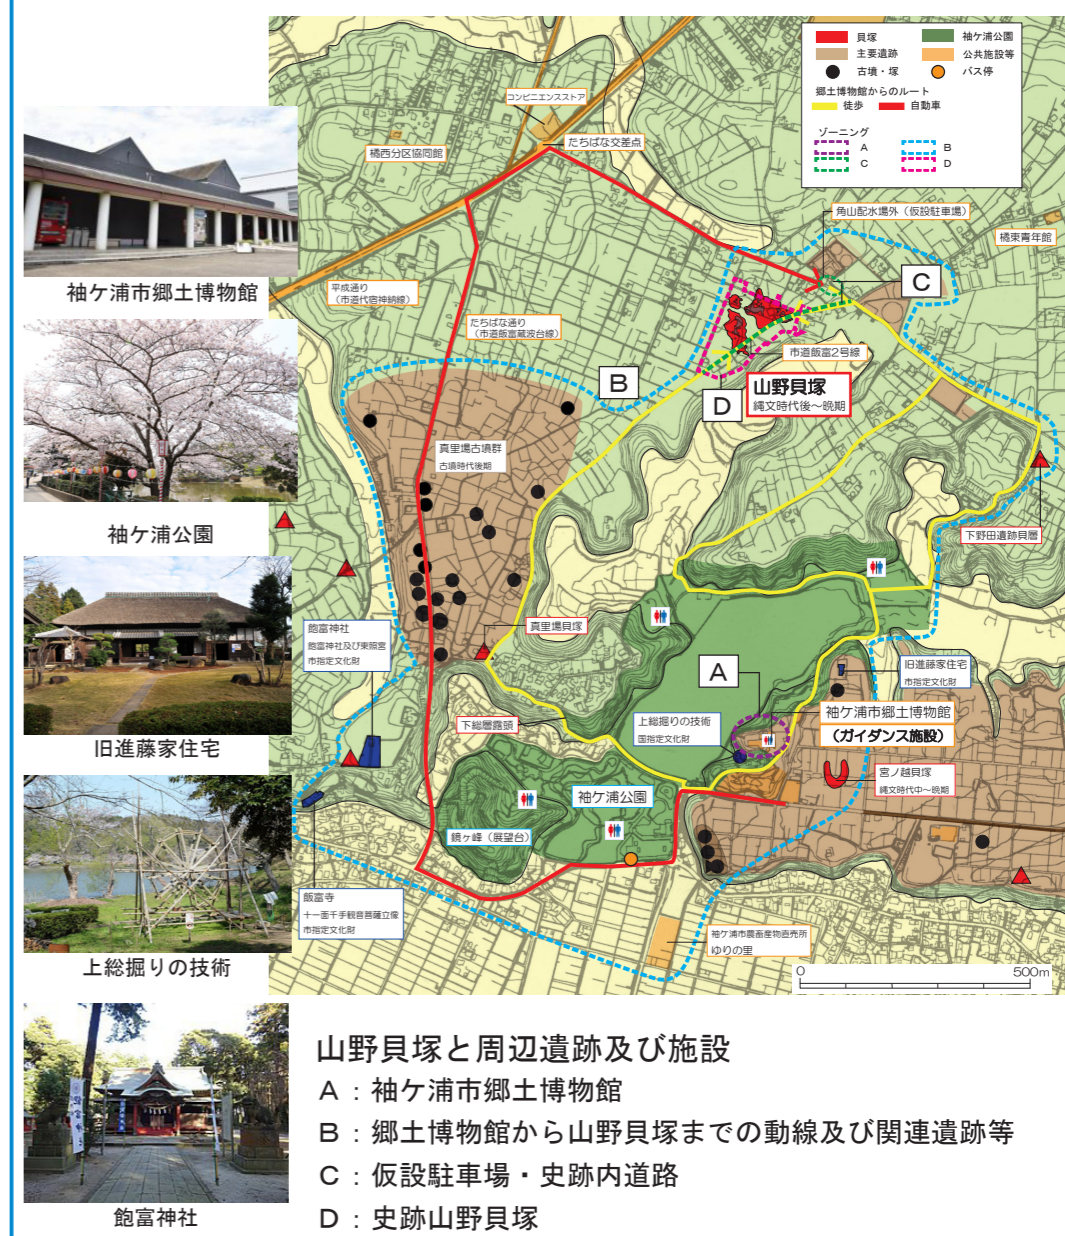 袖ケ浦市郷土博物館
袖ケ浦公園
旧進藤家住宅
上総掘りの技術
飽富神社
貝塚
袖ケ浦公園
主要遺跡
公共施設等
古墳・塚
バス停
郷土博物館からのルート
徒歩
自動車
ゾーニング
A
B
C
D
コンビニエンスストア
たちばな交差点
橘西分区協同館
角山配水場外（仮設駐車場）
橘東青年館
平成通り
（市道代宿神納線）
たちばな通り
（市道飯富蔵波台線）
C
市道飯富2号線
B
D
山野貝塚
縄文時代後～晩期
真里場古墳群
古墳時代後期
下野田遺跡貝層
飽富神社
飽富神社及び東照宮
市指定文化財
真里場貝塚
A
旧進藤家住宅
市指定文化財
下総層露頭
上総掘りの技術
国指定文化財
袖ケ浦市郷土博物館
（ガイダンス施設）
宮ノ越貝塚
縄文時代中～晩期
袖ケ浦公園
鏡ヶ峰（展望台）
飯富寺
十一面千手観音菩薩立像
市指定文化財
袖ケ浦市農畜産物直売所
ゆりの里
0
500m
山野貝塚と周辺遺跡及び施設
A：袖ケ浦市郷土博物館
B：郷土博物館から山野貝塚までの動線及び関連遺跡等
C：仮設駐車場・史跡内道路
D：史跡山野貝塚